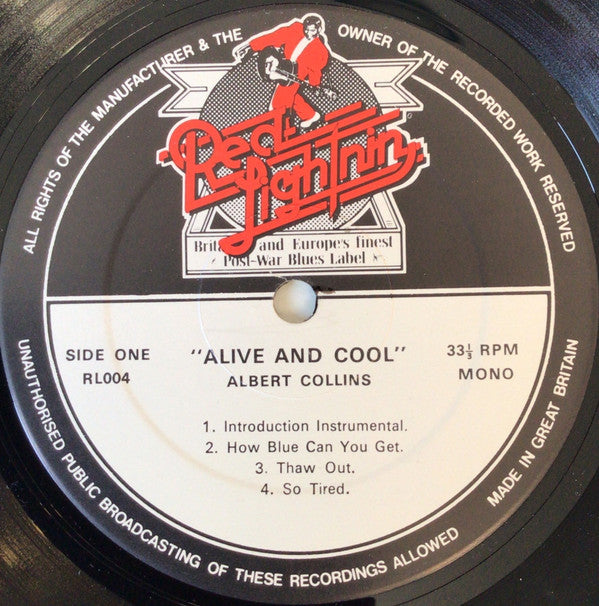 ALL RIGHTS OF THE MANUFACTURER & THE OWNER OF THE RECORDED WORK RESERVED
Red
Lightnin
and Europe's finest
Post-War Blues Label
SIDE ONE
RL004
"ALIVE AND COOL"
ALBERT COLLINS
33⅓ RPM
MONO
1. Introduction Instrumental.
2. How Blue Can You Get.
3. Thaw Out.
4. So Tired.
UNAUTHORISED PUBLIC BROADCASTING OF THESE RECORDINGS ALLOWED
MADE IN GREAT BRITAIN